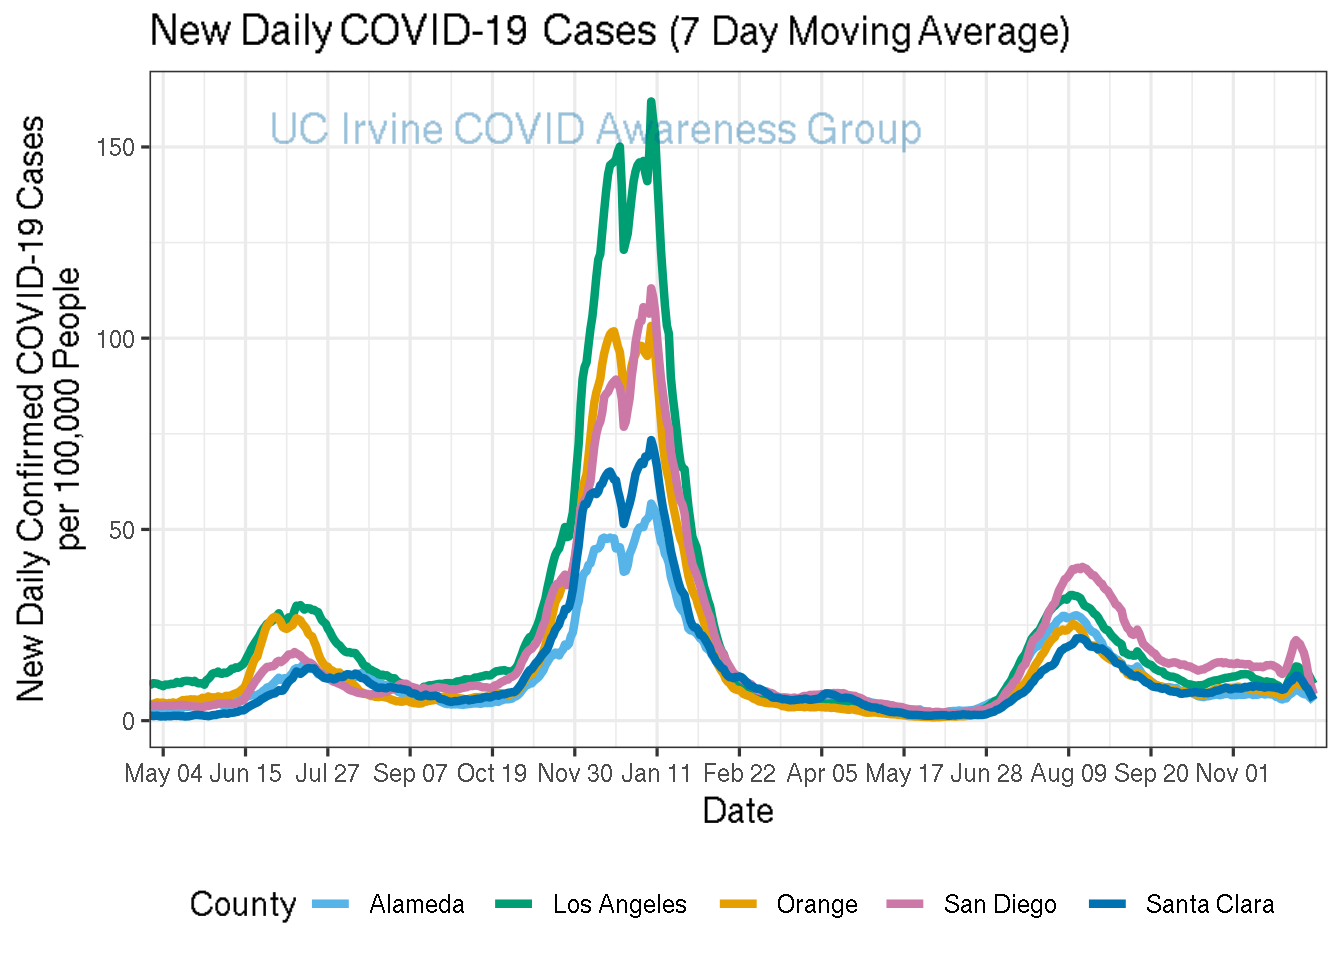 New Daily COVID-19 Cases (7 Day Moving Average)
UC Irvine COVID Awareness Group
New Daily Confirmed COVID-19 Cases
per 100,000 People
150
100
50
0
May 04 Jun 15 Jul 27 Sep 07 Oct 19 Nov 30 Jan 11 Feb 22 Apr 05 May 17 Jun 28 Aug 09 Sep 20 Nov 01
Date
County Alameda Los Angeles Orange San Diego Santa Clara